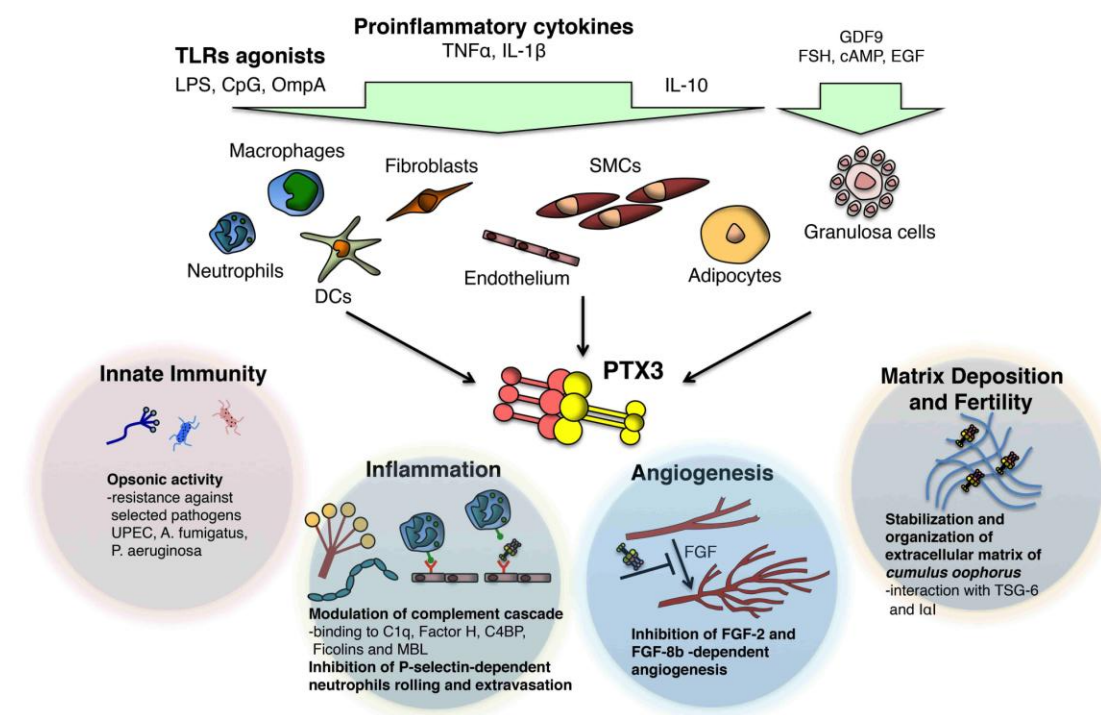 Proinflammatory cytokines
TNFα, IL-1β
TLRs agonists
LPS, CpG, OmpA
IL-10
GDF9
FSH, cAMP, EGF
Macrophages
Fibroblasts
SMCs
Neutrophils
DCs
Endothelium
Adipocytes
Granulosa cells
PTX3
Innate Immunity
Opsonic activity
-resistance against
selected pathogens
UPEC, A. fumigatus,
P. aeruginosa
Inflammation
Modulation of complement cascade
-binding to C1q, Factor H, C4BP,
Ficolins and MBL
Inhibition of P-selectin-dependent
neutrophils rolling and extravasation
Angiogenesis
FGF
Inhibition of FGF-2 and
FGF-8b -dependent
angiogenesis
Matrix Deposition
and Fertility
Stabilization and
organization of
extracellular matrix of
cumulus oophorus
-interaction with TSG-6
and IαI